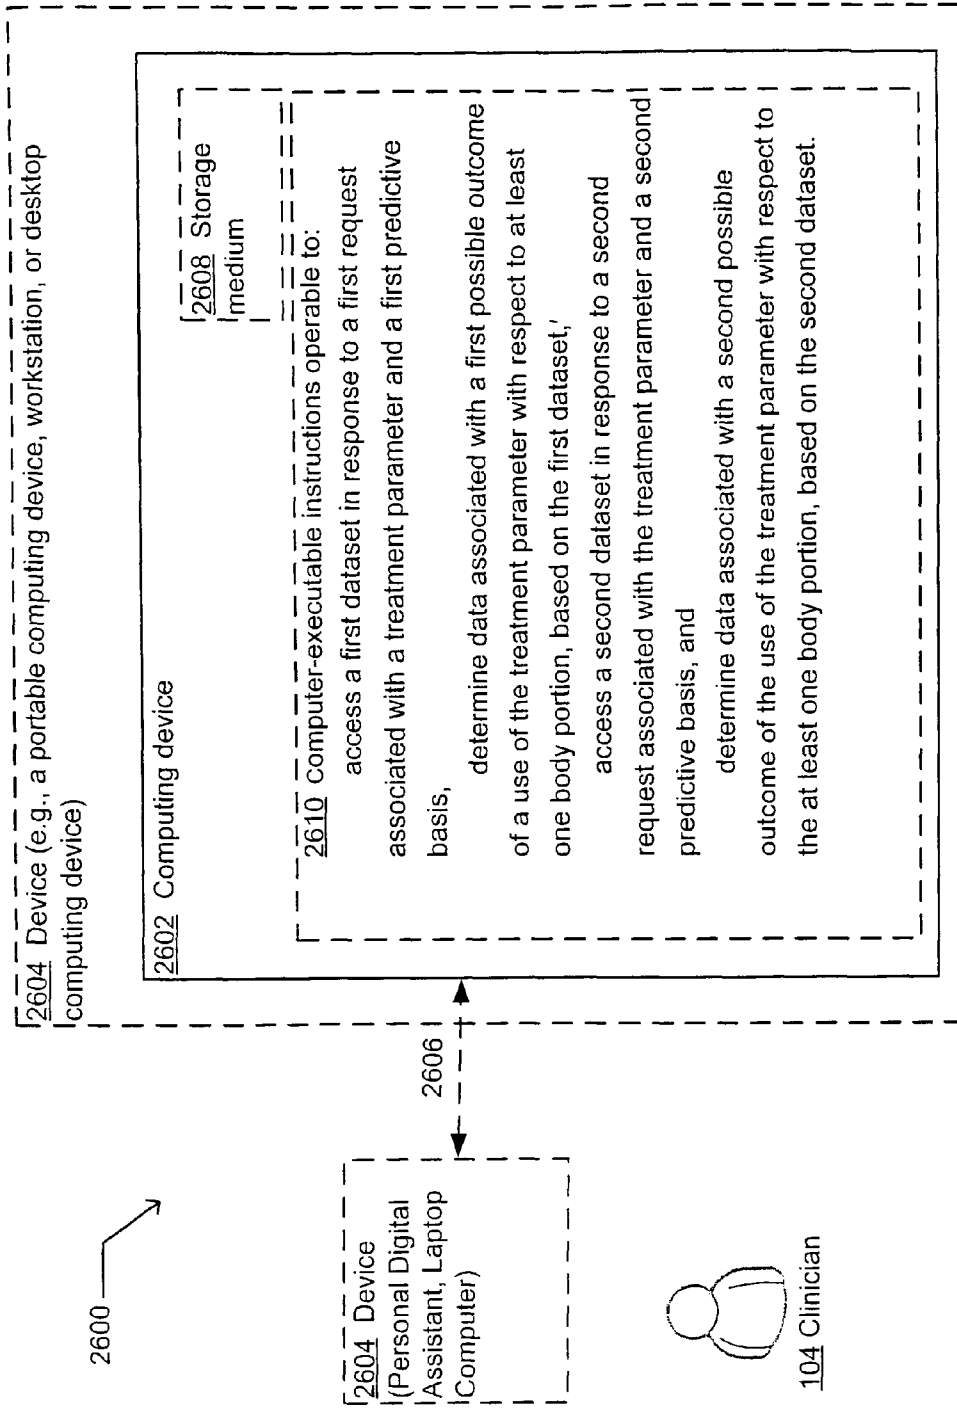 2600
2604 Device (e.g., a portable computing device, workstation, or desktop
computing device)
2602 Computing device
2608 Storage
medium
2610 Computer-executable instructions operable to:
access a first dataset in response to a first request
associated with a treatment parameter and a first predictive
basis,
determine data associated with a first possible outcome
of a use of the treatment parameter with respect to at least
one body portion, based on the first dataset,'
access a second dataset in response to a second
request associated with the treatment parameter and a second
predictive basis, and
determine data associated with a second possible
outcome of the use of the treatment parameter with respect to
the at least one body portion, based on the second dataset.
2606
2604 Device
(Personal Digital
Assistant, Laptop
Computer)
104 Clinician